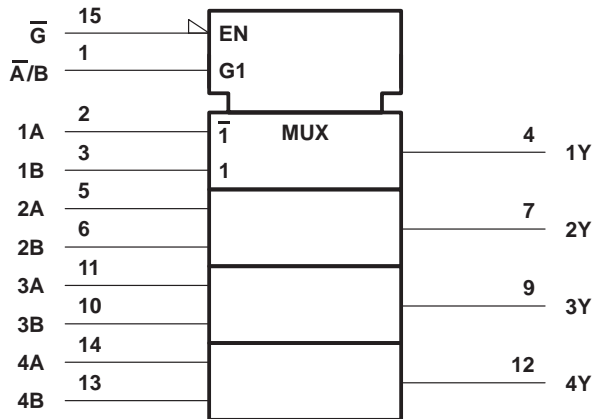 G̅ 15 EN
A̅/B 1 G1
MUX
1A 2 1̅
1B 3 1
4 1Y
2A 5
2B 6
7 2Y
3A 11
3B 10
9 3Y
4A 14
4B 13
12 4Y